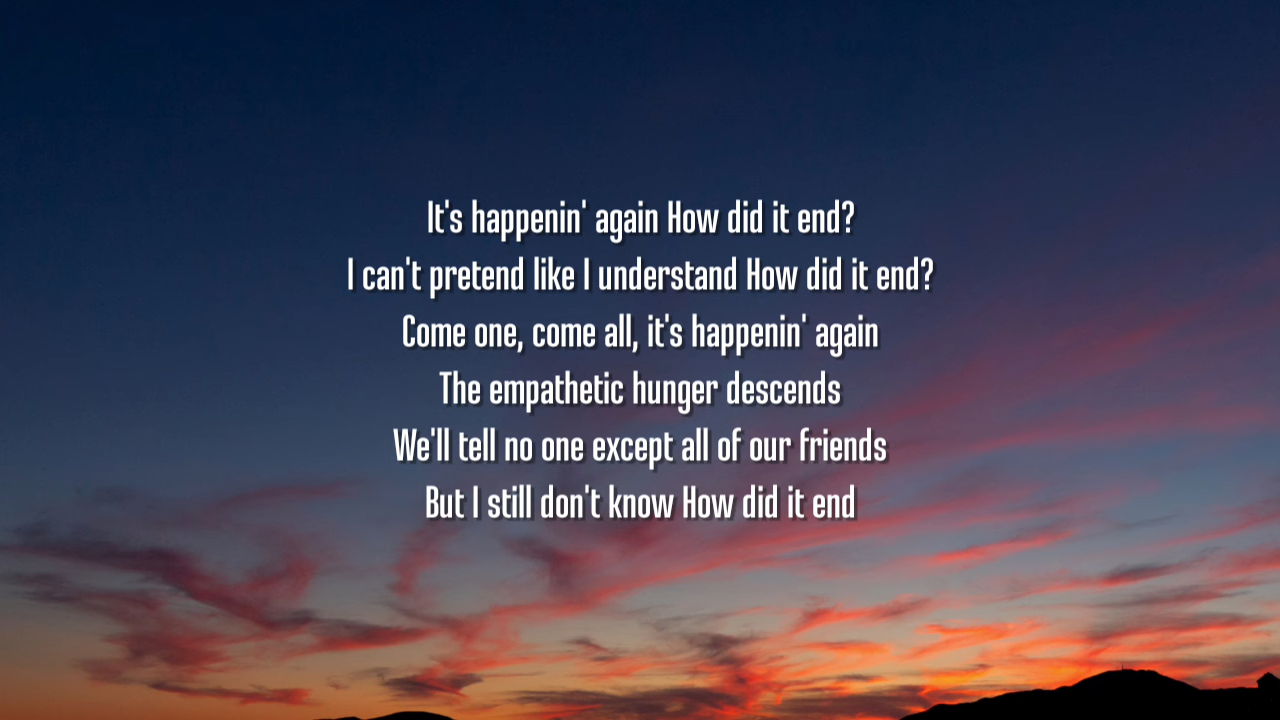 It's happenin' again How did it end?
I can't pretend like I understand How did it end?
Come one, come all, it's happenin' again
The empathetic hunger descends
We'll tell no one except all of our friends
But I still don't know How did it end